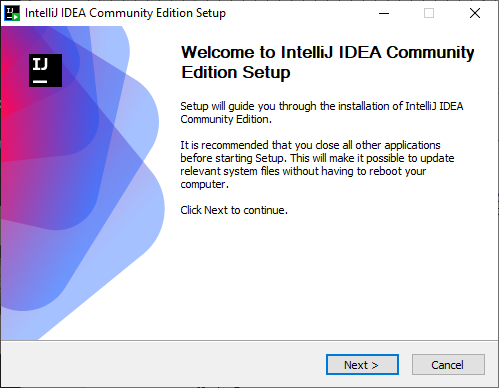 IntelliJ IDEA Community Edition Setup
IJ
Welcome to IntelliJ IDEA Community
Edition Setup
Setup will guide you through the installation of IntelliJ IDEA
Community Edition.
It is recommended that you close all other applications
before starting Setup. This will make it possible to update
relevant system files without having to reboot your
computer.
Click Next to continue.
Next >
Cancel